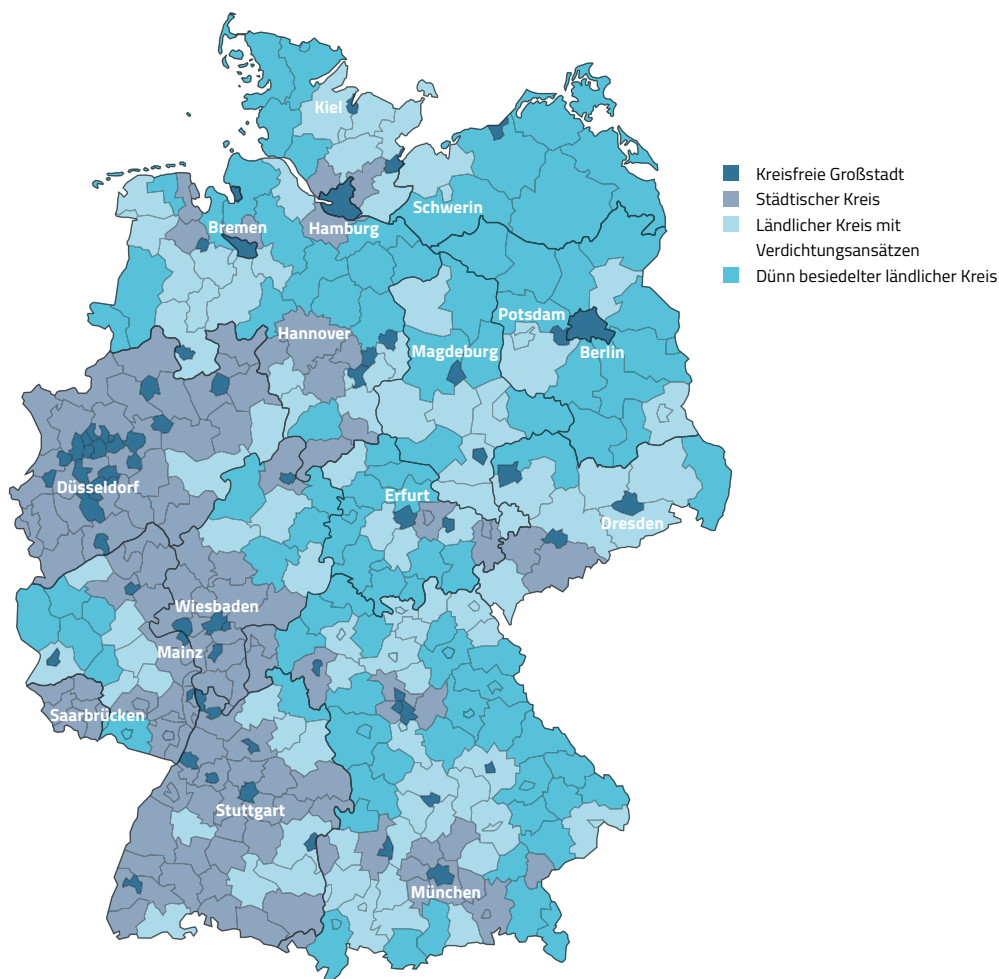 Kiel
Schwerin
Bremen
Hamburg
Hannover
Potsdam
Berlin
Magdeburg
Düsseldorf
Erfurt
Dresden
Wiesbaden
Mainz
Saarbrücken
Stuttgart
München
Kreisfreie Großstadt
Städtischer Kreis
Ländlicher Kreis mit
Verdichtungsansätzen
Dünn besiedelter ländlicher Kreis